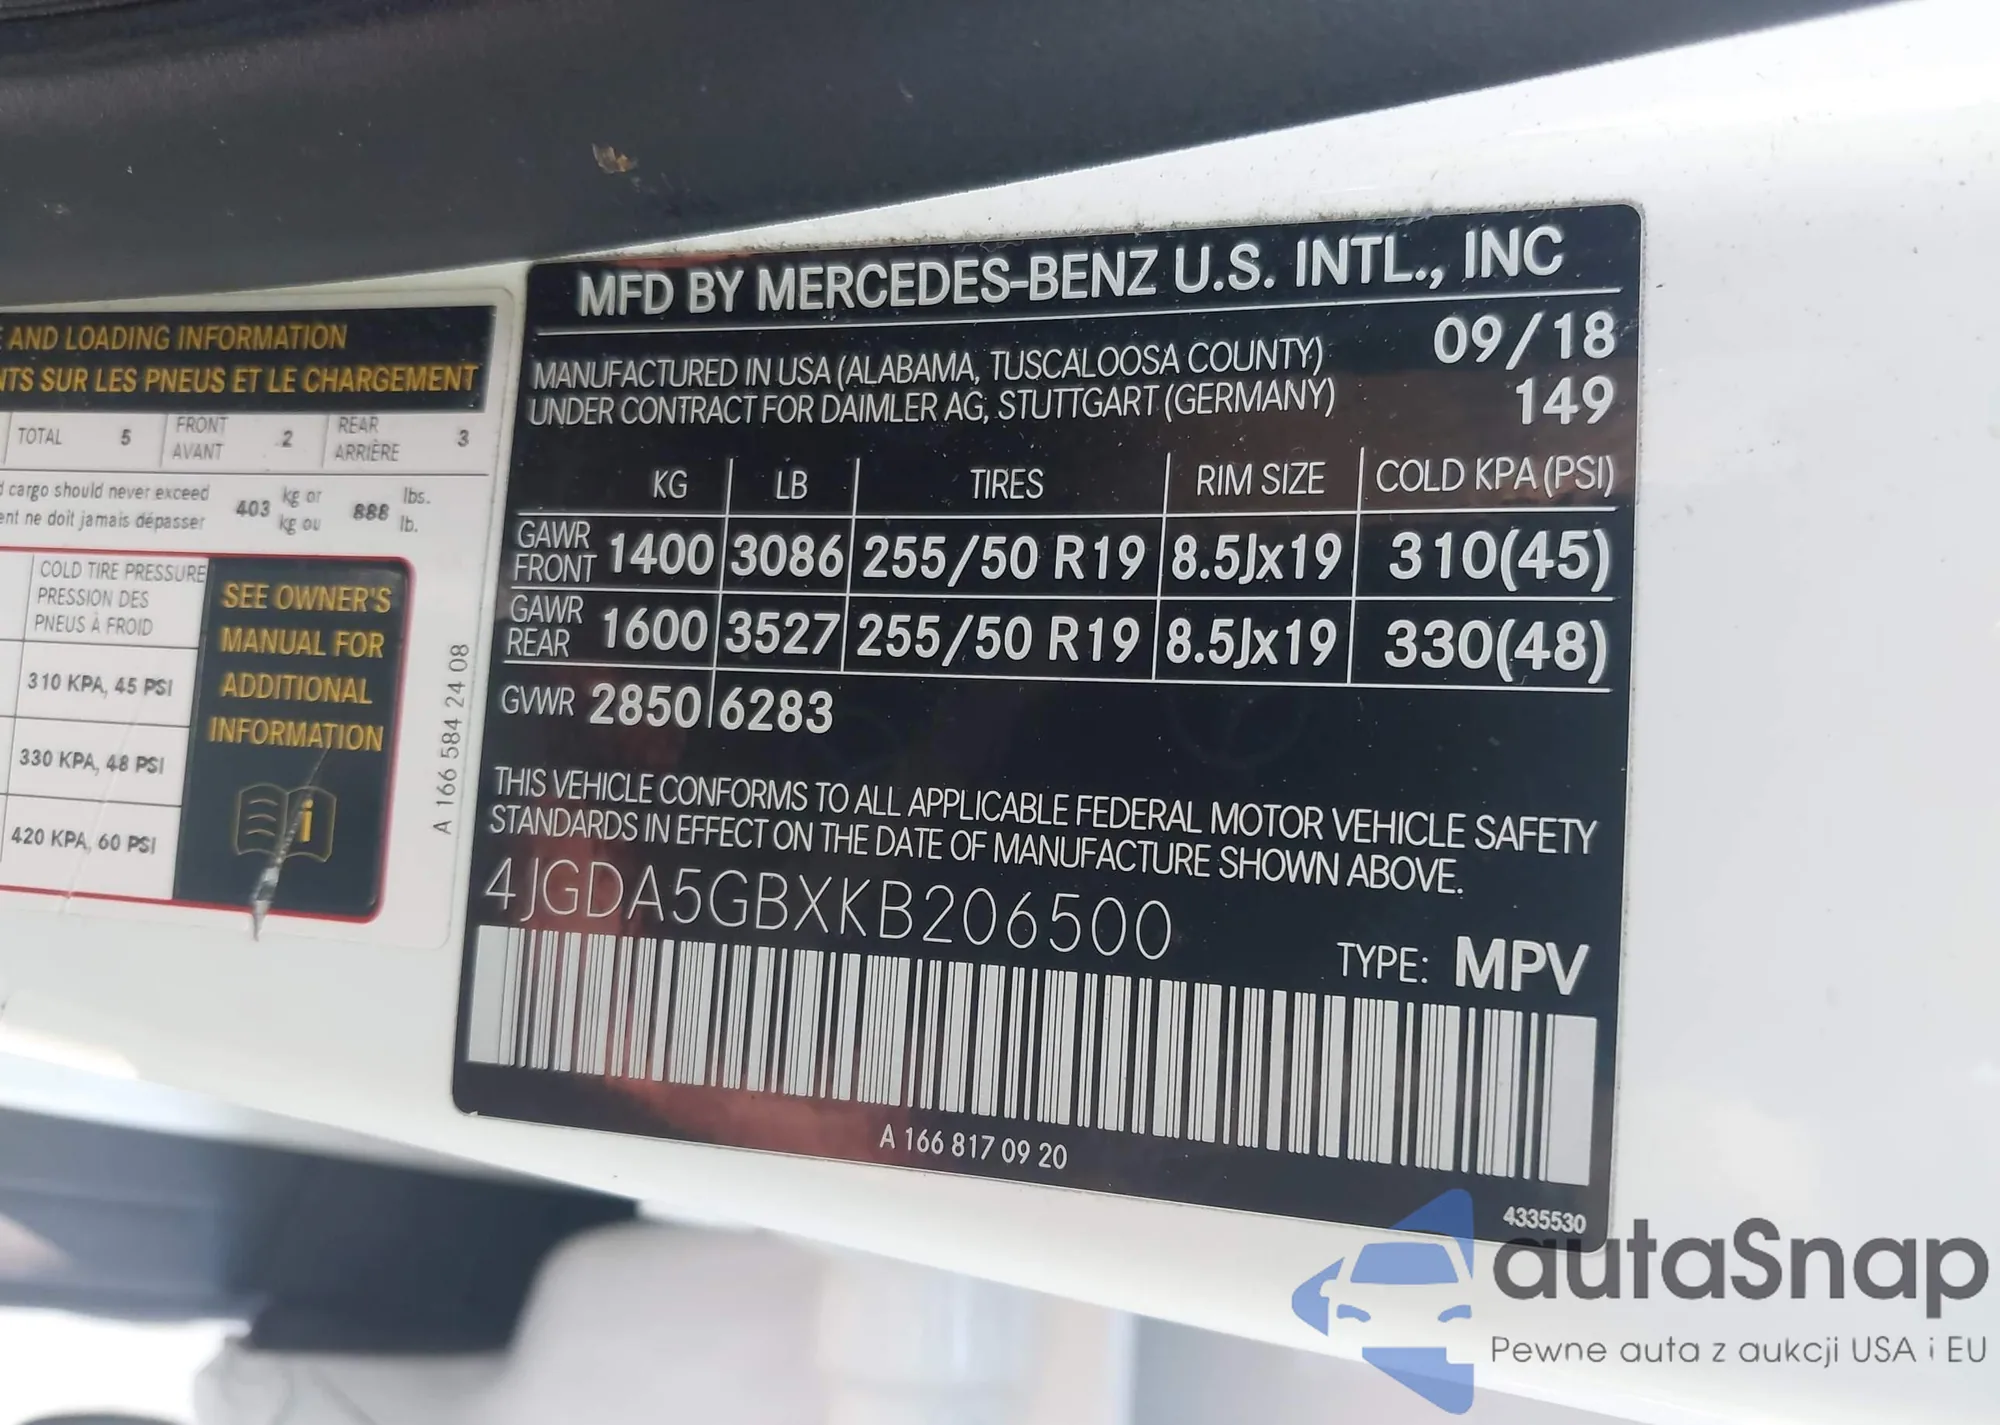 AND LOADING INFORMATION
NTS SUR LES PNEUS ET LE CHARGEMENT
TOTAL 5 FRONT AVANT 2 REAR ARRIÈRE 3
cargo should never exceed 403 kg or 888 lbs.
ent ne doit jamais dépasser kg ou lb.
COLD TIRE PRESSURE
PRESSION DES
PNEUS À FROID
310 KPA, 45 PSI
330 KPA, 48 PSI
420 KPA, 60 PSI
SEE OWNER'S
MANUAL FOR
ADDITIONAL
INFORMATION
i
A 166 584 24 08
MFD BY MERCEDES-BENZ U.S. INTL., INC
MANUFACTURED IN USA (ALABAMA, TUSCALOOSA COUNTY) 09/18
UNDER CONTRACT FOR DAIMLER AG, STUTTGART (GERMANY) 149
KG LB TIRES RIM SIZE COLD KPA (PSI)
GAWR FRONT 1400 3086 255/50 R19 8.5Jx19 310(45)
GAWR REAR 1600 3527 255/50 R19 8.5Jx19 330(48)
GVWR 2850 6283
THIS VEHICLE CONFORMS TO ALL APPLICABLE FEDERAL MOTOR VEHICLE SAFETY
STANDARDS IN EFFECT ON THE DATE OF MANUFACTURE SHOWN ABOVE.
4JGDA5GBXKB206500
TYPE: MPV
A 166 817 09 20
4335530
autaSnap
Pewne auta z aukcji USA i EU